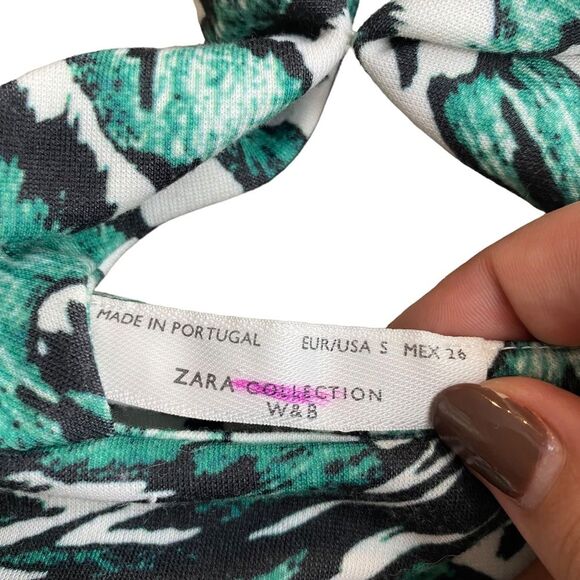 MADE IN PORTUGAL EUR/USA S MEX 26
ZARA COLLECTION
W&B